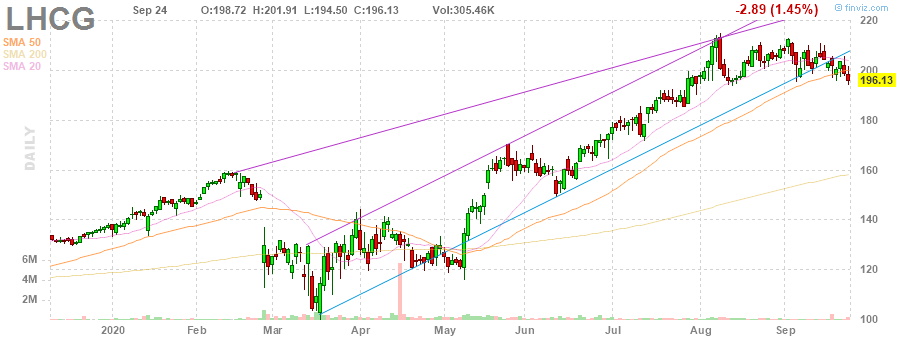 LHCG Sep 24 O:198.72 H:201.91 L:194.50 C:196.13 Vol:305.46K -2.89 (1.45%) finviz.com
SMA 50
SMA 200
SMA 20
DAILY
220
200
196.13
180
160
140
120
100
6M
4M
2M
2020 Feb Mar Apr May Jun Jul Aug Sep